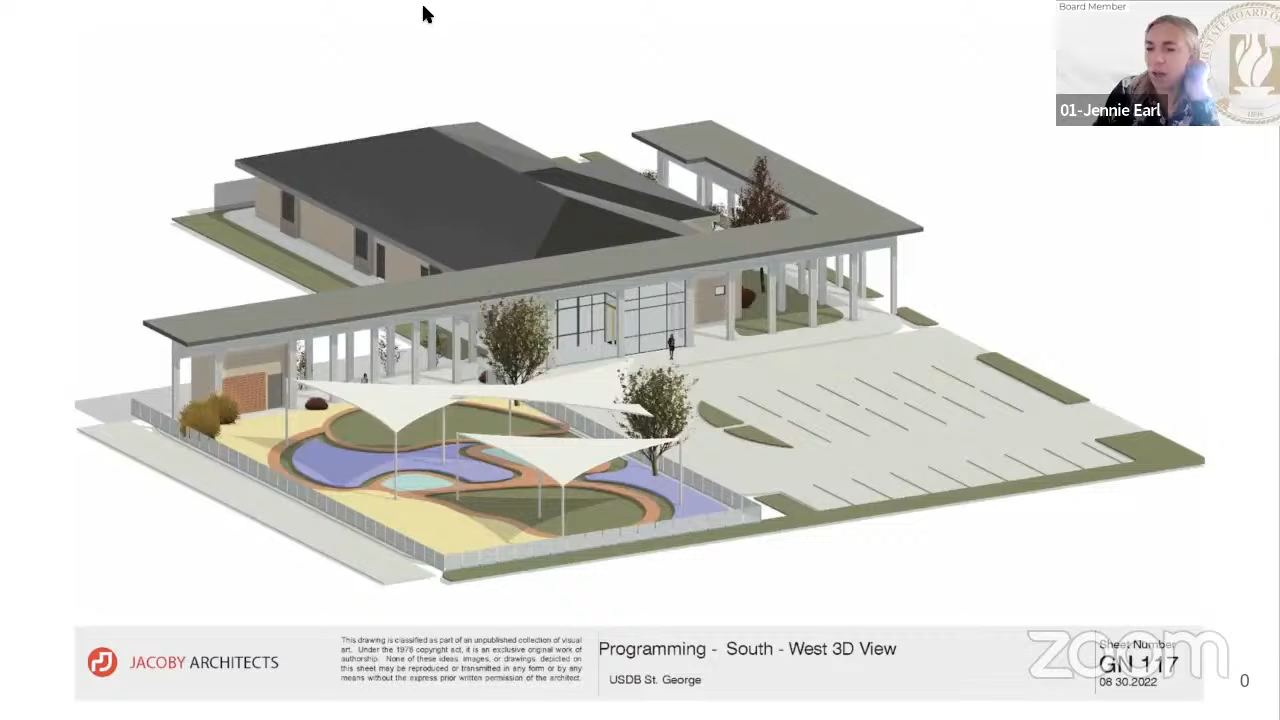 Board Member
01-Jennie Earl
JACOBY ARCHITECTS
This drawing is classified as part of an unpublished collection of visual
art. Under the 1976 copyright act, it is an exclusive original work of
authorship. None of these ideas, images, or drawings, depicted on
this sheet may be reproduced or transmitted in any form or by any
means without the express prior written permission of the architect.
Programming - South - West 3D View
USDB St. George
Sheet Number
GN 117
08.30.2022
zoom
0